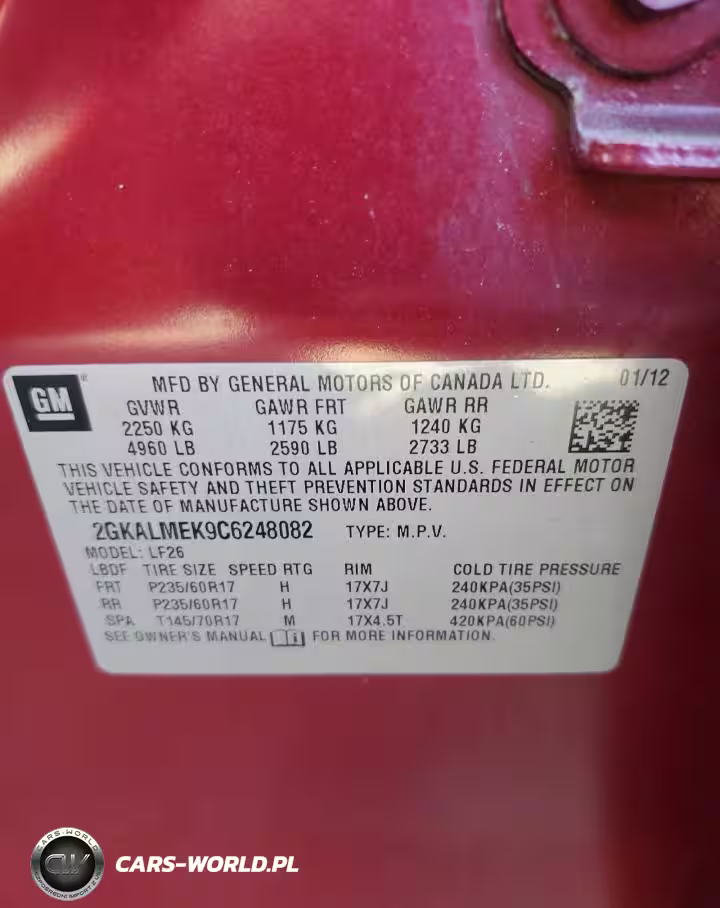 GM
®
MFD BY GENERAL MOTORS OF CANADA LTD. 01/12
GVWR GAWR FRT GAWR RR
2250 KG 1175 KG 1240 KG
4960 LB 2590 LB 2733 LB
THIS VEHICLE CONFORMS TO ALL APPLICABLE U.S. FEDERAL MOTOR
VEHICLE SAFETY AND THEFT PREVENTION STANDARDS IN EFFECT ON
THE DATE OF MANUFACTURE SHOWN ABOVE.
2GKALMEK9C6248082 TYPE: M.P.V.
MODEL: LF26
LBDF TIRE SIZE SPEED RTG RIM COLD TIRE PRESSURE
FRT P235/60R17 H 17X7J 240KPA(35PSI)
RR P235/60R17 H 17X7J 240KPA(35PSI)
SPA T145/70R17 M 17X4.5T 420KPA(60PSI)
SEE OWNER'S MANUAL FOR MORE INFORMATION.
CARS-WORLD
CARS-WORLD.PL